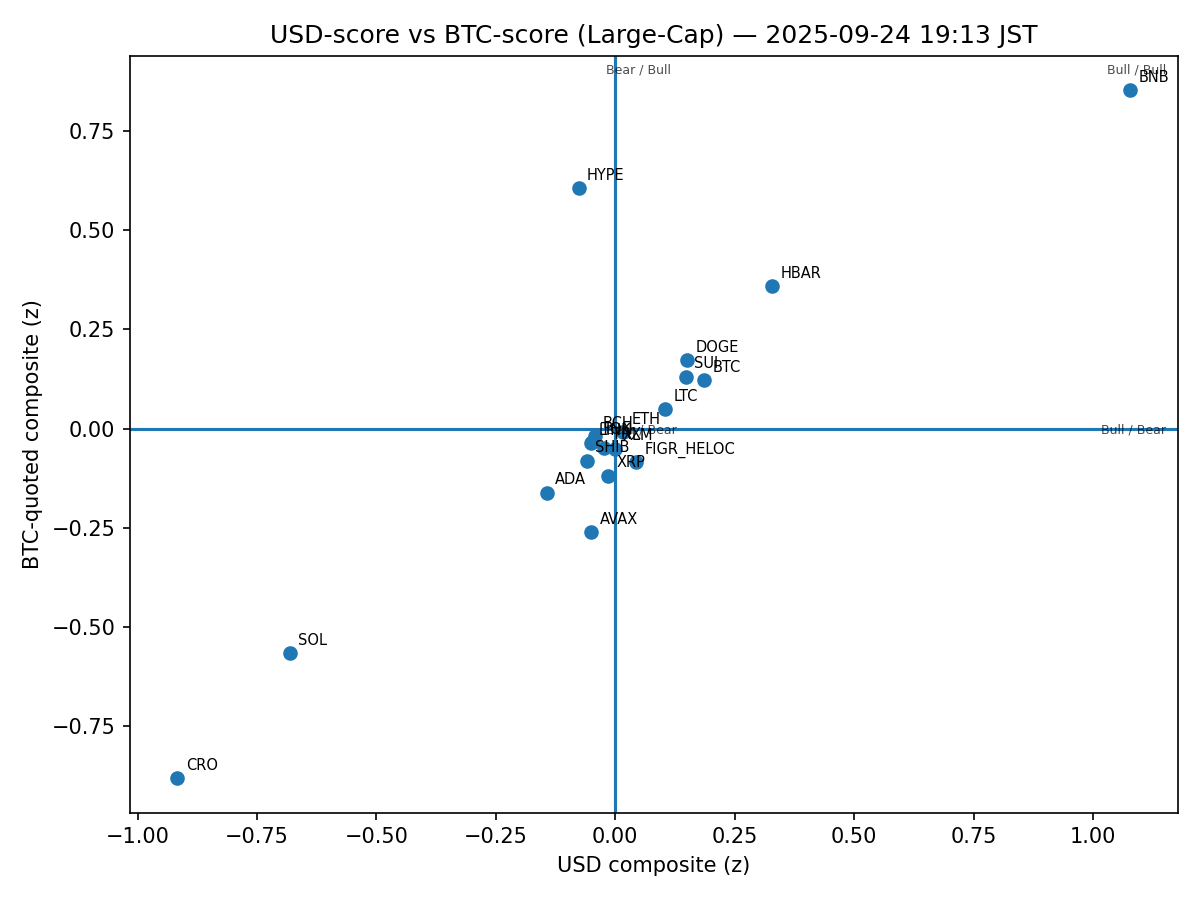 USD-score vs BTC-score (Large-Cap) — 2025-09-24 19:13 JST
Bear / Bull
Bull / Bull
BNB
0.75
HYPE
0.50
HBAR
0.25
DOGE
SUI
BTC
LTC
ETH
BCH
0.00
/ Bear
Bull / Bear
SHIB
FIGR_HELOC
XRP
ADA
AVAX
−0.25
−0.50
SOL
−0.75
CRO
−1.00
−0.75
−0.50
−0.25
0.00
0.25
0.50
0.75
1.00
USD composite (z)
BTC-quoted composite (z)